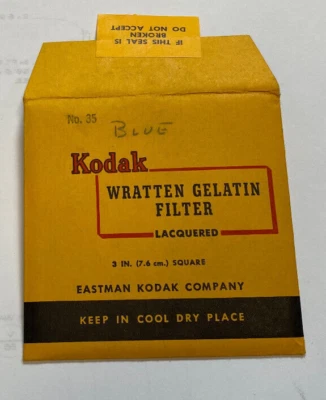 IF THIS SEAL IS
BROKEN
DO NOT ACCEPT
No. 35
BLUE
Kodak
WRATTEN GELATIN
FILTER
LACQUERED
3 IN. (7.6 cm.) SQUARE
EASTMAN KODAK COMPANY
KEEP IN COOL DRY PLACE